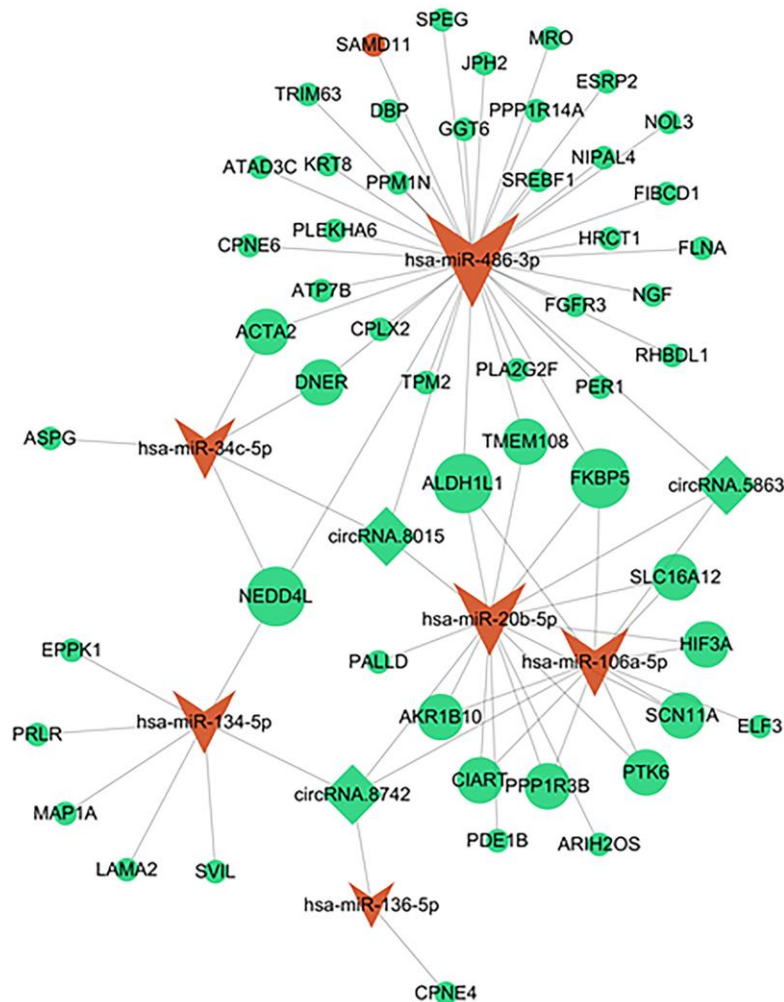 SPEG
SAMD11
MRO
JPH2
ESRP2
TRIM63
DBP
PPP1R14A
GGT6
NOL3
NIPAL4
ATAD3C
KRT8
PPM1N
SREBF1
FIBCD1
PLEKHA6
HRCT1
CPNE6
FLNA
hsa-miR-486-3p
ATP7B
NGF
FGFR3
ACTA2
CPLX2
RHBDL1
PLA2G2F
DNER
TPM2
PER1
ASPG
hsa-miR-34c-5p
TMEM108
ALDH1L1
FKBP5
circRNA.5863
circRNA.8015
SLC16A12
NEDD4L
hsa-miR-20b-5p
HIF3A
EPPK1
PALLD
hsa-miR-106a-5p
AKR1B10
SCN11A
hsa-miR-134-5p
ELF3
PRLR
CIART
PPP1R3B
PTK6
circRNA.8742
MAP1A
PDE1B
ARIH2OS
LAMA2
SVIL
hsa-miR-136-5p
CPNE4